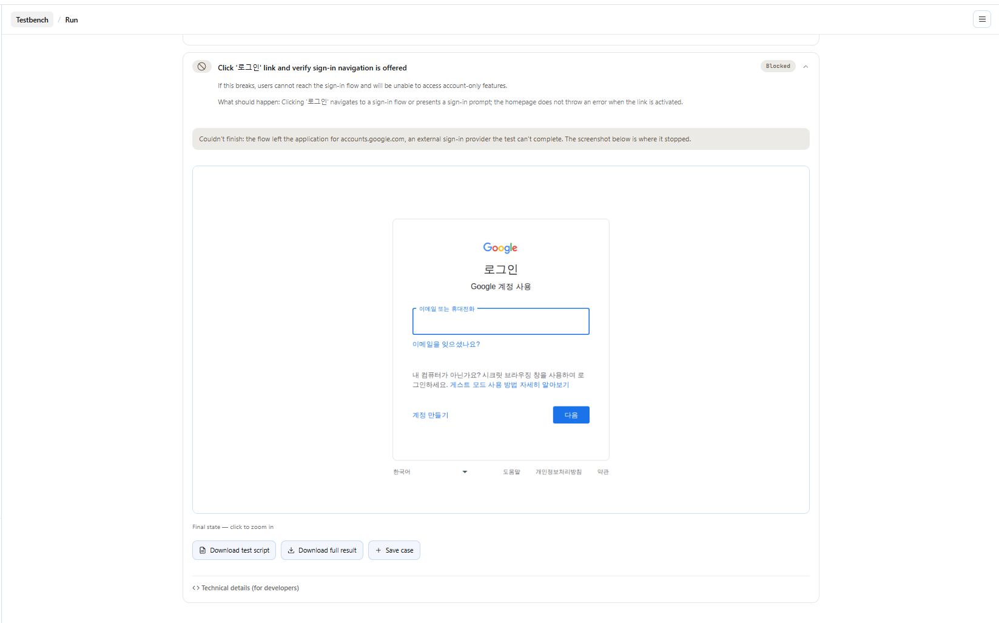 Testbench / Run
Click '로그인' link and verify sign-in navigation is offered
Blocked
If this breaks, users cannot reach the sign-in flow and will be unable to access account-only features.
What should happen: Clicking '로그인' navigates to a sign-in flow or presents a sign-in prompt; the homepage does not throw an error when the link is activated.
Couldn't finish: the flow left the application for accounts.google.com, an external sign-in provider the test can't complete. The screenshot below is where it stopped.
Google
로그인
Google 계정 사용
이메일 또는 휴대전화
이메일을 잊으셨나요?
내 컴퓨터가 아닌가요? 시크릿 브라우징 창을 사용하여 로
그인하세요. 게스트 모드 사용 방법 자세히 알아보기
계정 만들기
다음
한국어
도움말
개인정보처리방침
약관
Final state — click to zoom in
Download test script
Download full result
+ Save case
<> Technical details (for developers)